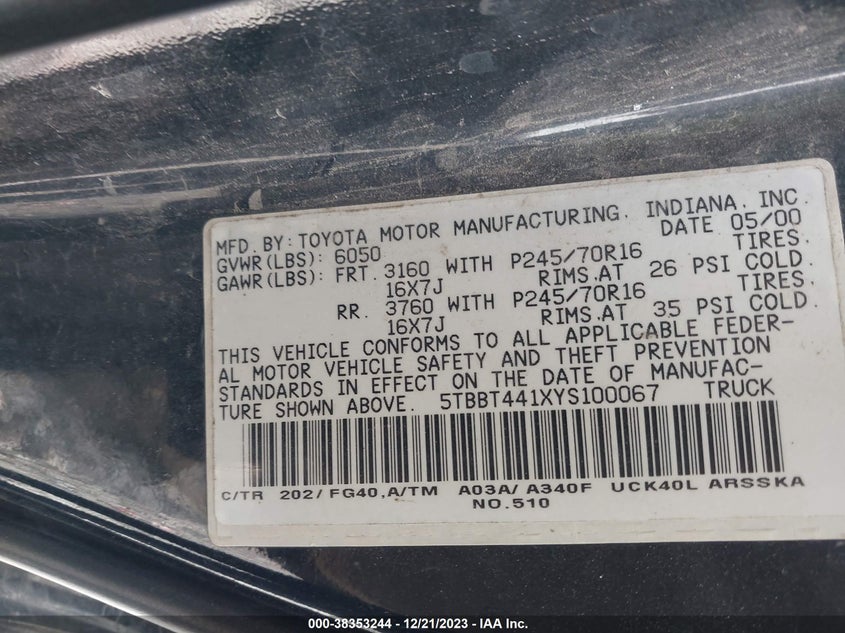 MFD. BY: TOYOTA MOTOR MANUFACTURING, INDIANA, INC.
GVWR(LBS): 6050 DATE 05/00
GAWR(LBS): FRT. 3160 WITH P245/70R16 TIRES.
16X7J RIMS.AT 26 PSI COLD.
RR. 3760 WITH P245/70R16 TIRES.
16X7J RIMS.AT 35 PSI COLD.
THIS VEHICLE CONFORMS TO ALL APPLICABLE FEDER-
AL MOTOR VEHICLE SAFETY AND THEFT PREVENTION
STANDARDS IN EFFECT ON THE DATE OF MANUFAC-
TURE SHOWN ABOVE. 5TBBT441XYS100067 TRUCK
C/TR 202/ FG40,A/TM A03A/ A340F UCK40L ARSSKA
NO.510
000-38353244 - 12/21/2023 - IAA Inc.